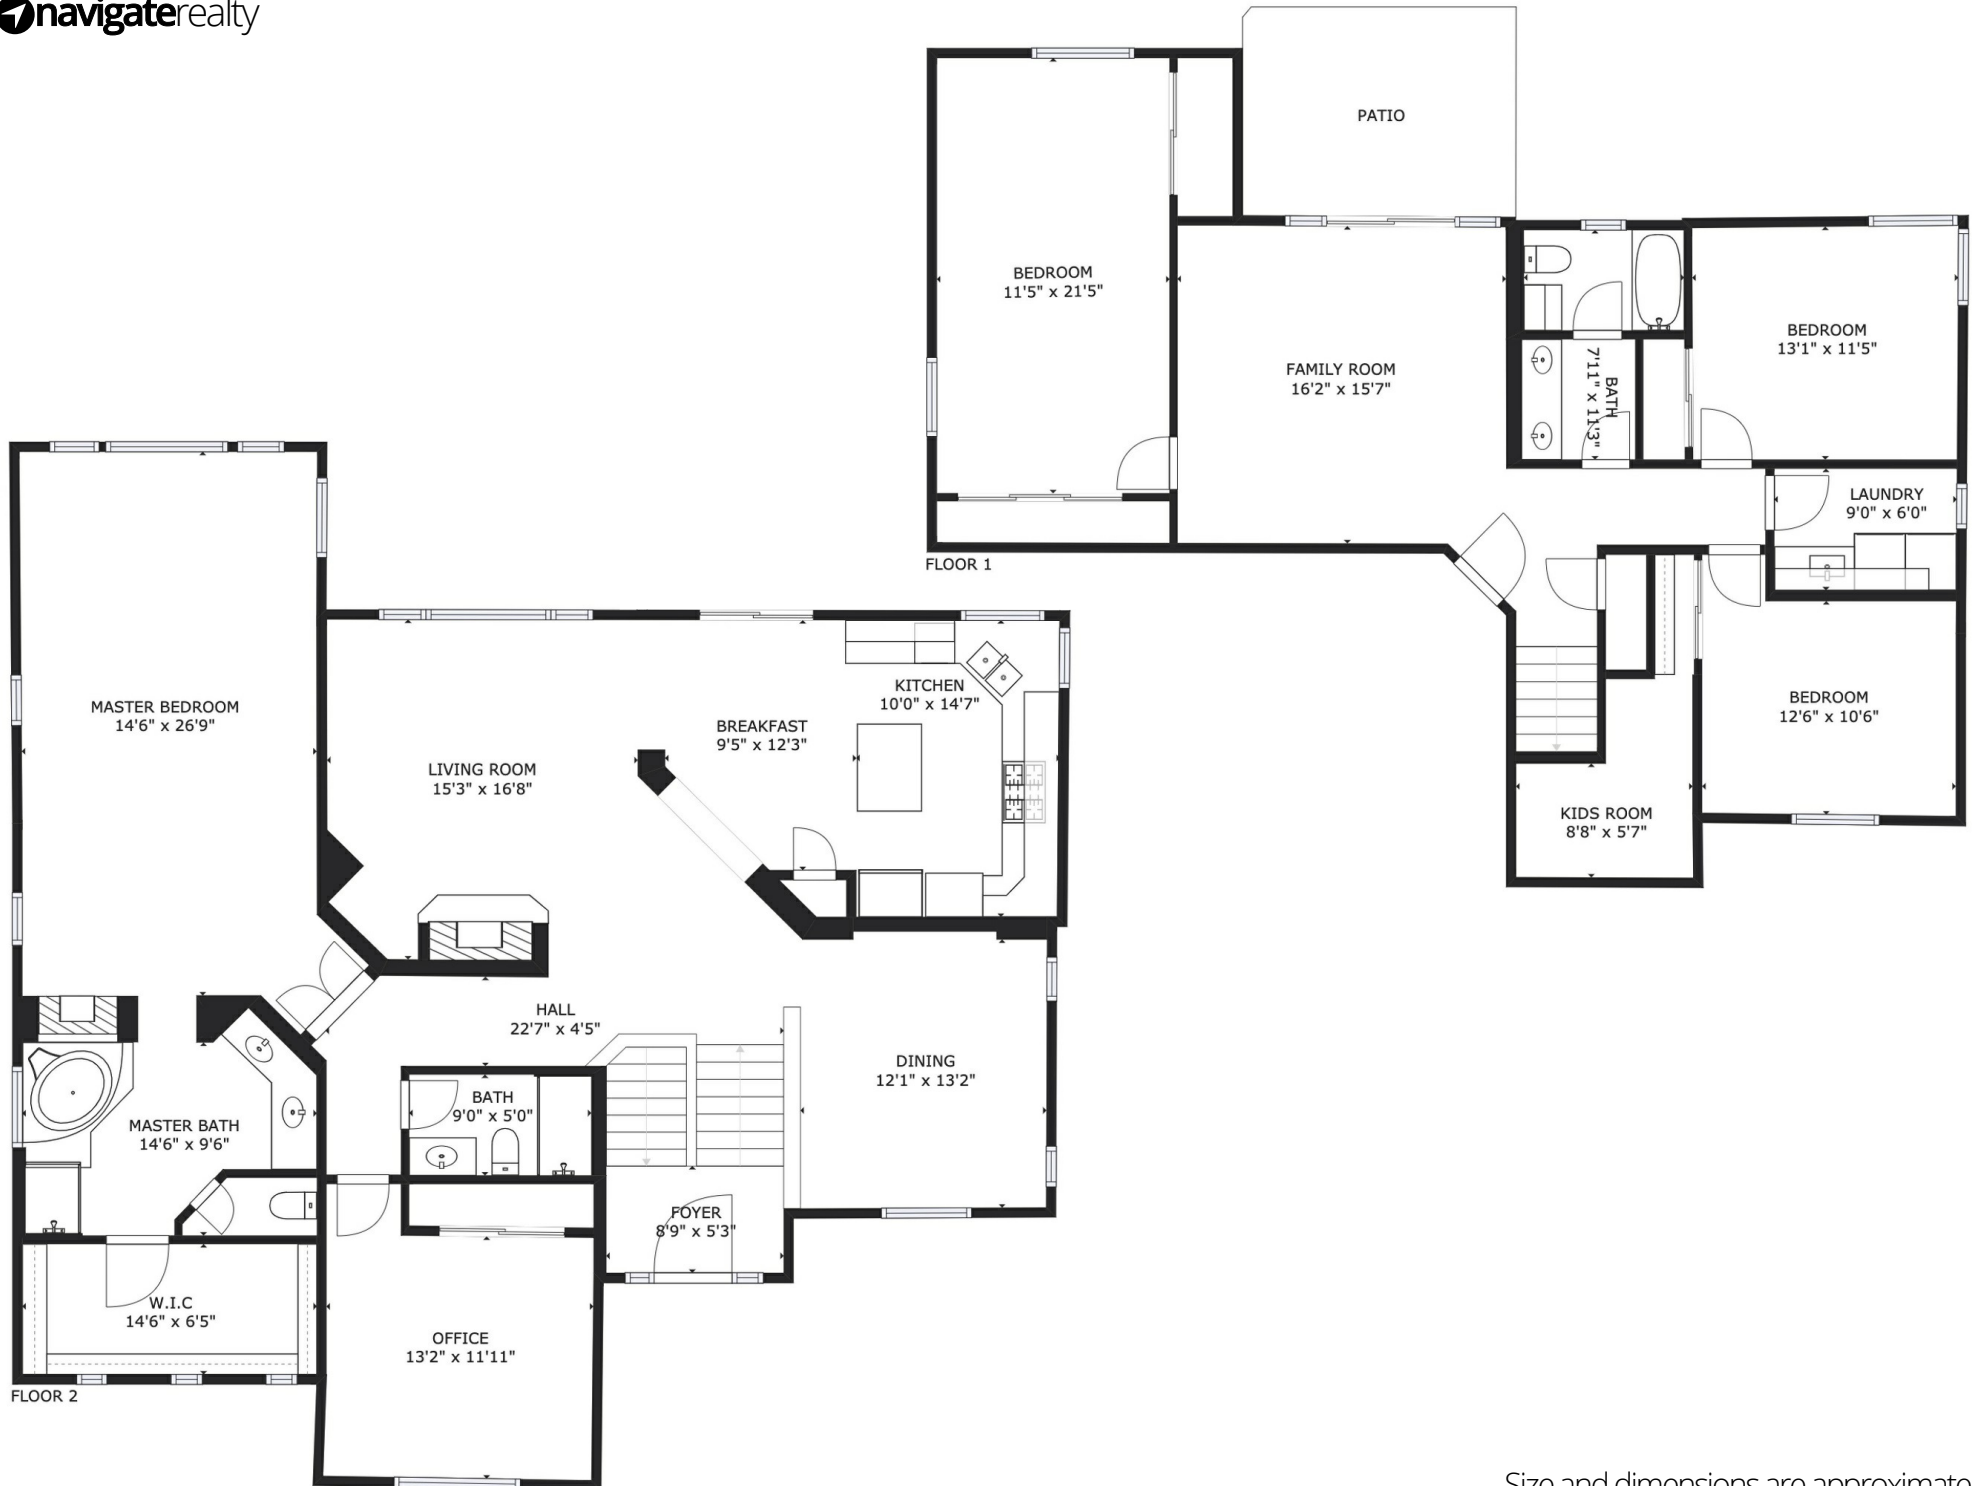 navigaterealty
PATIO
BEDROOM
11'5" x 21'5"
FAMILY ROOM
16'2" x 15'7"
BATH
7'11" x 11'3"
BEDROOM
13'1" x 11'5"
LAUNDRY
9'0" x 6'0"
BEDROOM
12'6" x 10'6"
KIDS ROOM
8'8" x 5'7"
FLOOR 1
MASTER BEDROOM
14'6" x 26'9"
LIVING ROOM
15'3" x 16'8"
BREAKFAST
9'5" x 12'3"
KITCHEN
10'0" x 14'7"
HALL
22'7" x 4'5"
DINING
12'1" x 13'2"
BATH
9'0" x 5'0"
MASTER BATH
14'6" x 9'6"
FOYER
8'9" x 5'3"
W.I.C
14'6" x 6'5"
OFFICE
13'2" x 11'11"
FLOOR 2
Size and dimensions are approximate